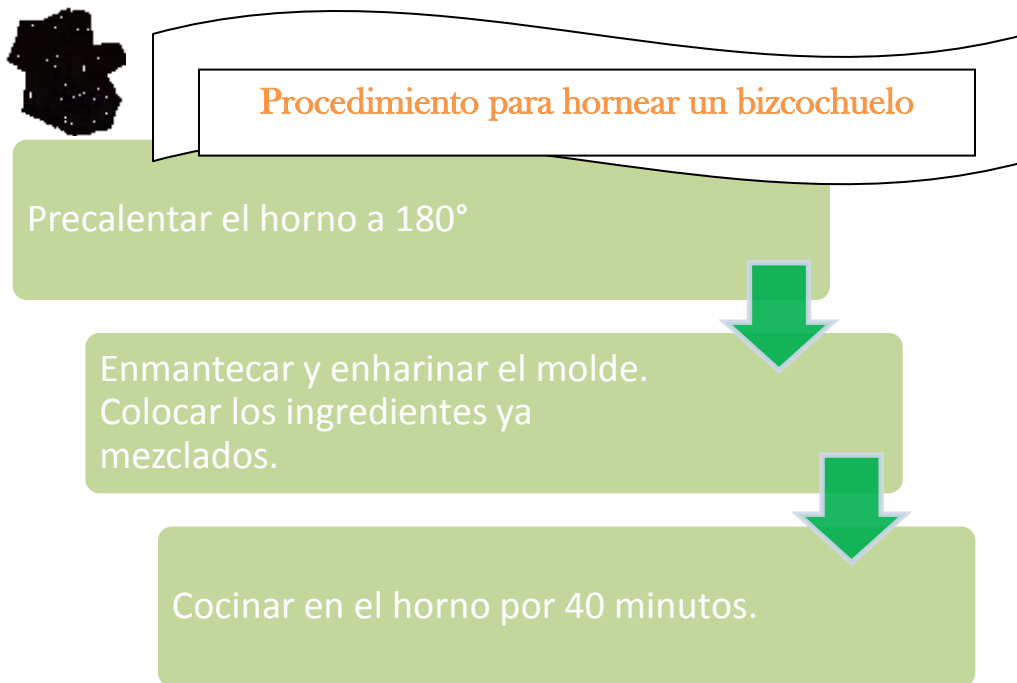 Procedimiento para hornear un bizcochuelo
Precalentar el horno a 180°
Enmantecar y enharinar el molde.
Colocar los ingredientes ya
mezclados.
Cocinar en el horno por 40 minutos.